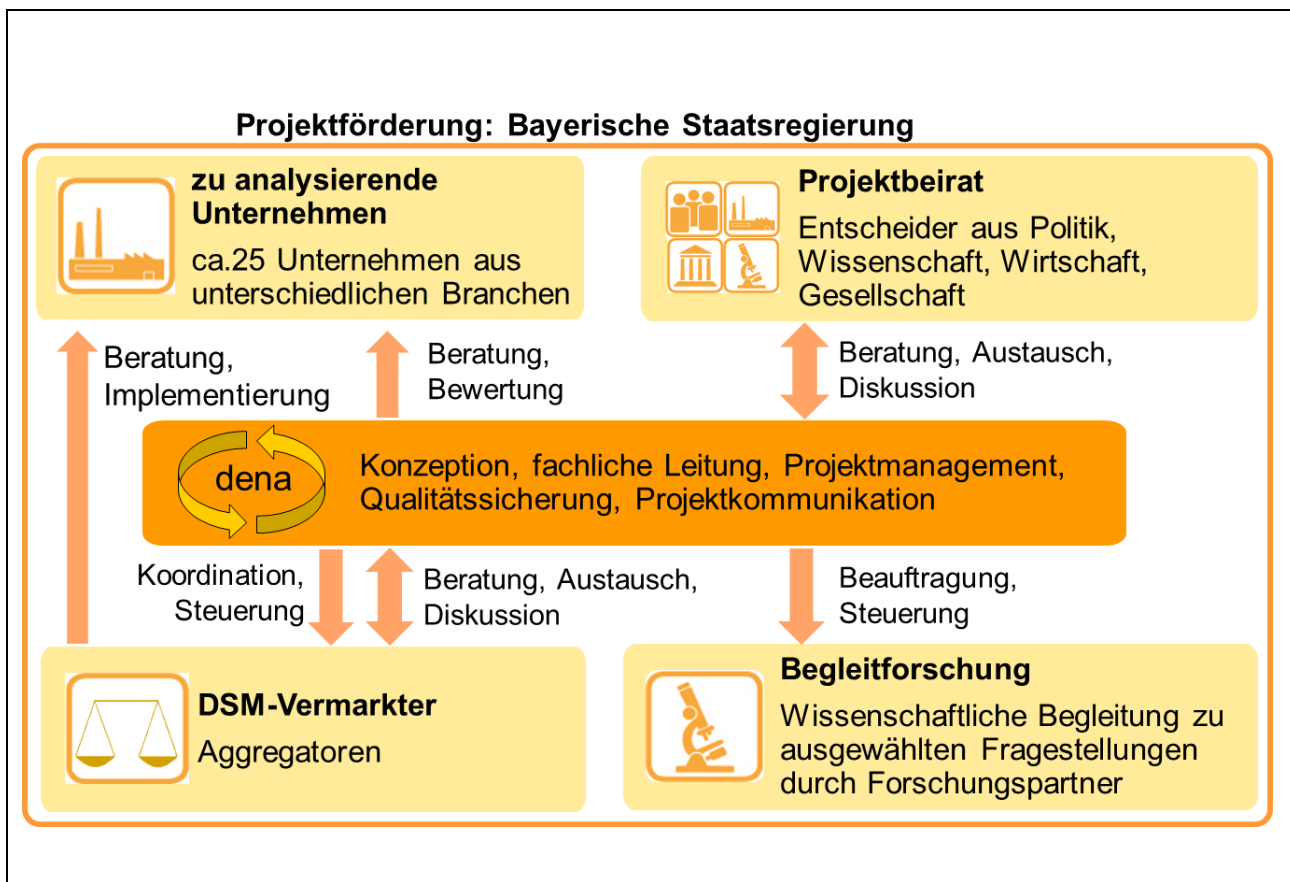 Projektförderung: Bayerische Staatsregierung
zu analysierende
Unternehmen
ca.25 Unternehmen aus
unterschiedlichen Branchen
Projektbeirat
Entscheider aus Politik,
Wissenschaft, Wirtschaft,
Gesellschaft
Beratung,
Implementierung
Beratung,
Bewertung
Beratung, Austausch,
Diskussion
dena
Konzeption, fachliche Leitung, Projektmanagement,
Qualitätssicherung, Projektkommunikation
Koordination,
Steuerung
Beratung, Austausch,
Diskussion
Beauftragung,
Steuerung
DSM-Vermarkter
Aggregatoren
Begleitforschung
Wissenschaftliche Begleitung zu
ausgewählten Fragestellungen
durch Forschungspartner